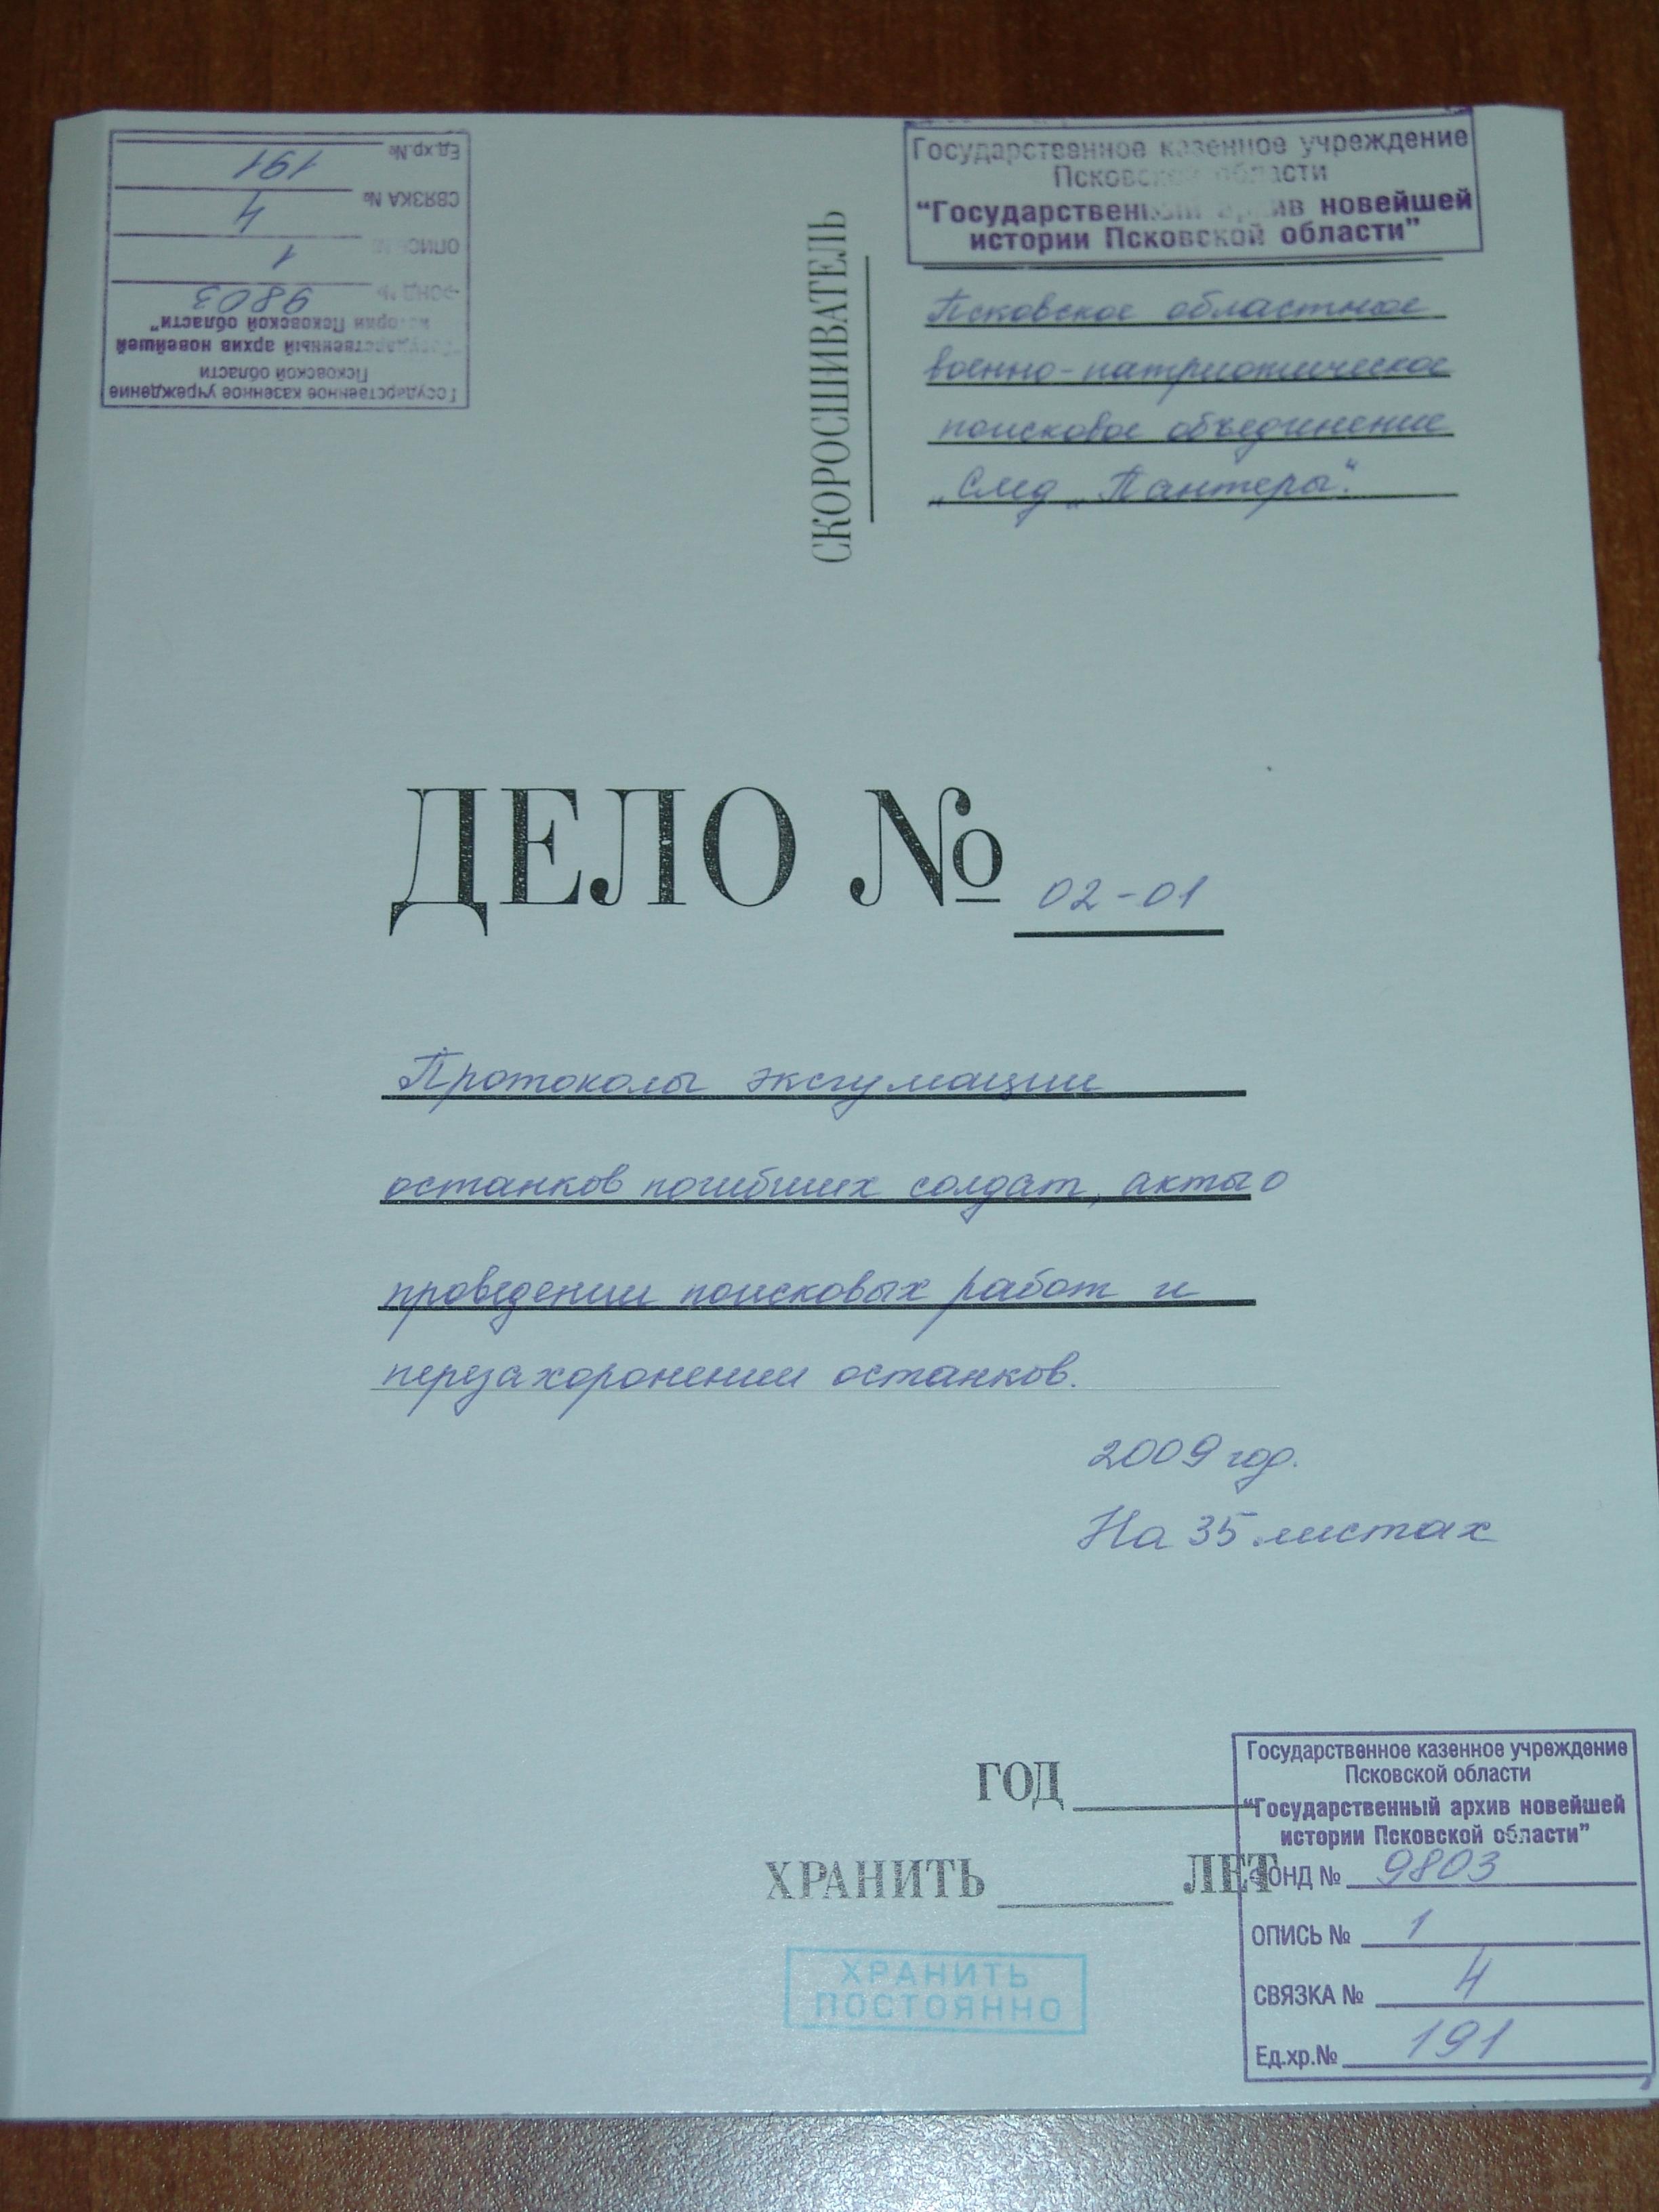 Государственное казенное учреждение
Псковской области
"Государственный архив новейшей
истории Псковской области"
Псковское областное
военно-патриотическое
поисковое объединение
„След „Пантеры".
СКОРОСШИВАТЕЛЬ
Государственное казенное учреждение
Псковской области
"Государственный архив новейшей
истории Псковской области"
ФОНД № 9803
ОПИСЬ № 1
СВЯЗКА № 4
Ед.хр.№ 191
ДЕЛО № 02-01
Протоколы эксгумации
останков погибших солдат, акты о
проведении поисковых работ и
перезахоронении останков.
2009 год.
На 35 листах
ГОД
ХРАНИТЬ ЛЕТ
ХРАНИТЬ
ПОСТОЯННО
Государственное казенное учреждение
Псковской области
"Государственный архив новейшей
истории Псковской области"
ФОНД № 9803
ОПИСЬ № 1
СВЯЗКА № 4
Ед.хр.№ 191